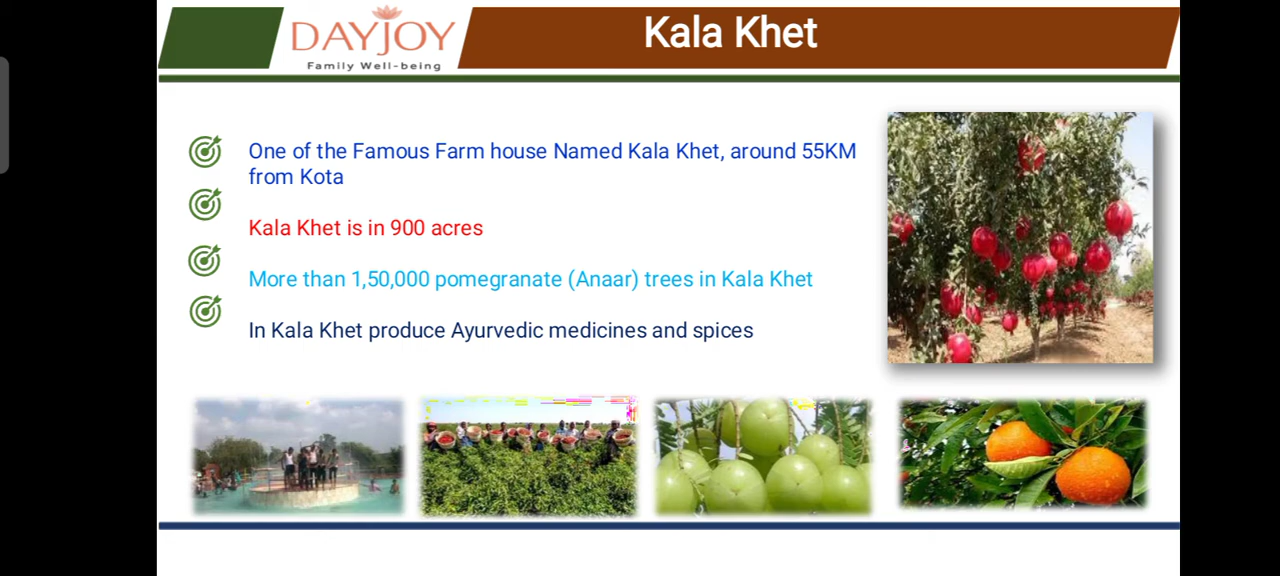 DAYJOY
Family Well-being
Kala Khet
One of the Famous Farm house Named Kala Khet, around 55KM
from Kota
Kala Khet is in 900 acres
More than 1,50,000 pomegranate (Anaar) trees in Kala Khet
In Kala Khet produce Ayurvedic medicines and spices